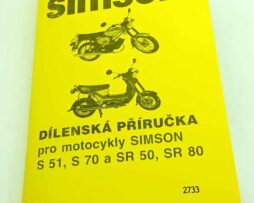 simson
DÍLENSKÁ PŘÍRUČKA
pro motocykly SIMSON
S 51, S 70 a SR 50, SR 80
2733